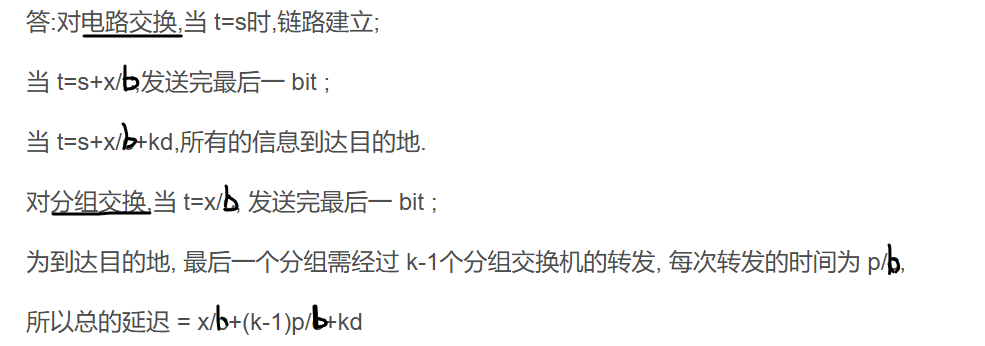 答:对电路交换,当 t=s时,链路建立;
当 t=s+x/b,发送完最后一 bit ;
当 t=s+x/b+kd,所有的信息到达目的地.
对分组交换,当 t=x/b, 发送完最后一 bit ;
为到达目的地, 最后一个分组需经过 k-1个分组交换机的转发, 每次转发的时间为 p/b,
所以总的延迟 = x/b+(k-1)p/b+kd